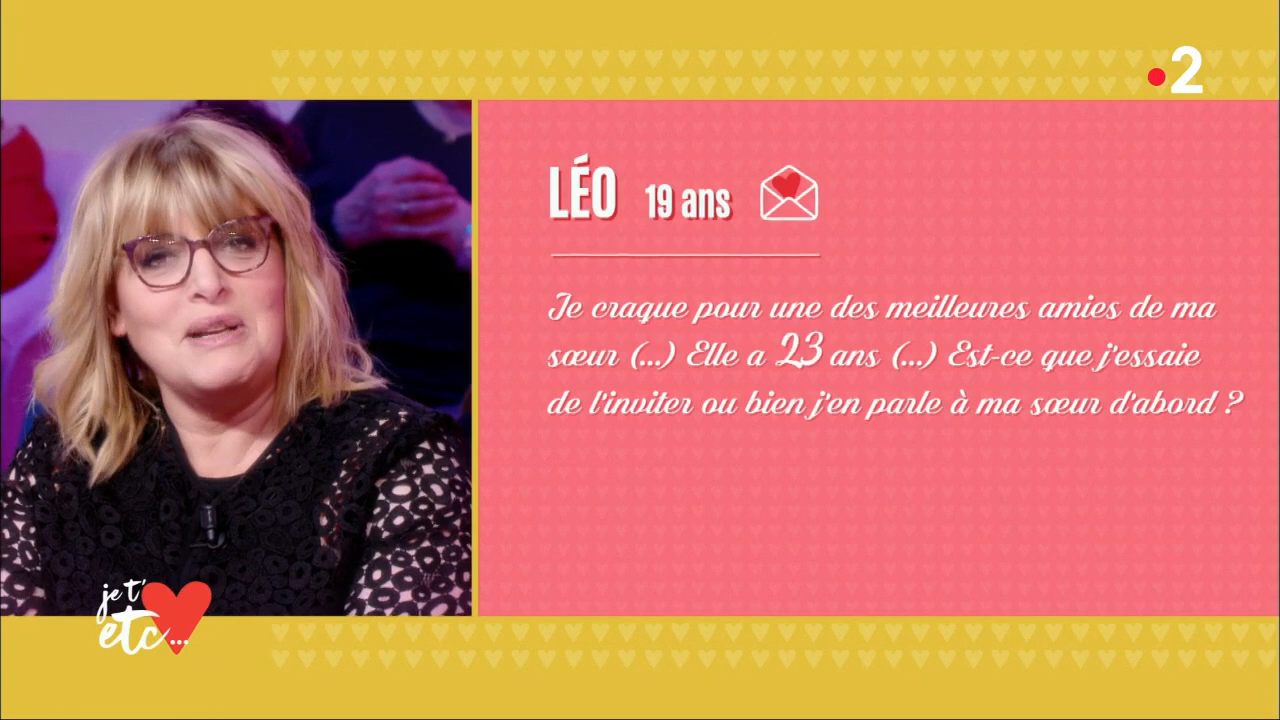 2
LÉO 19 ans
Je craque pour une des meilleures amies de ma
sœur (...) Elle a 23 ans (...) Est-ce que j'essaie
de l'inviter ou bien j'en parle à ma sœur d'abord ?
je t'
etc...